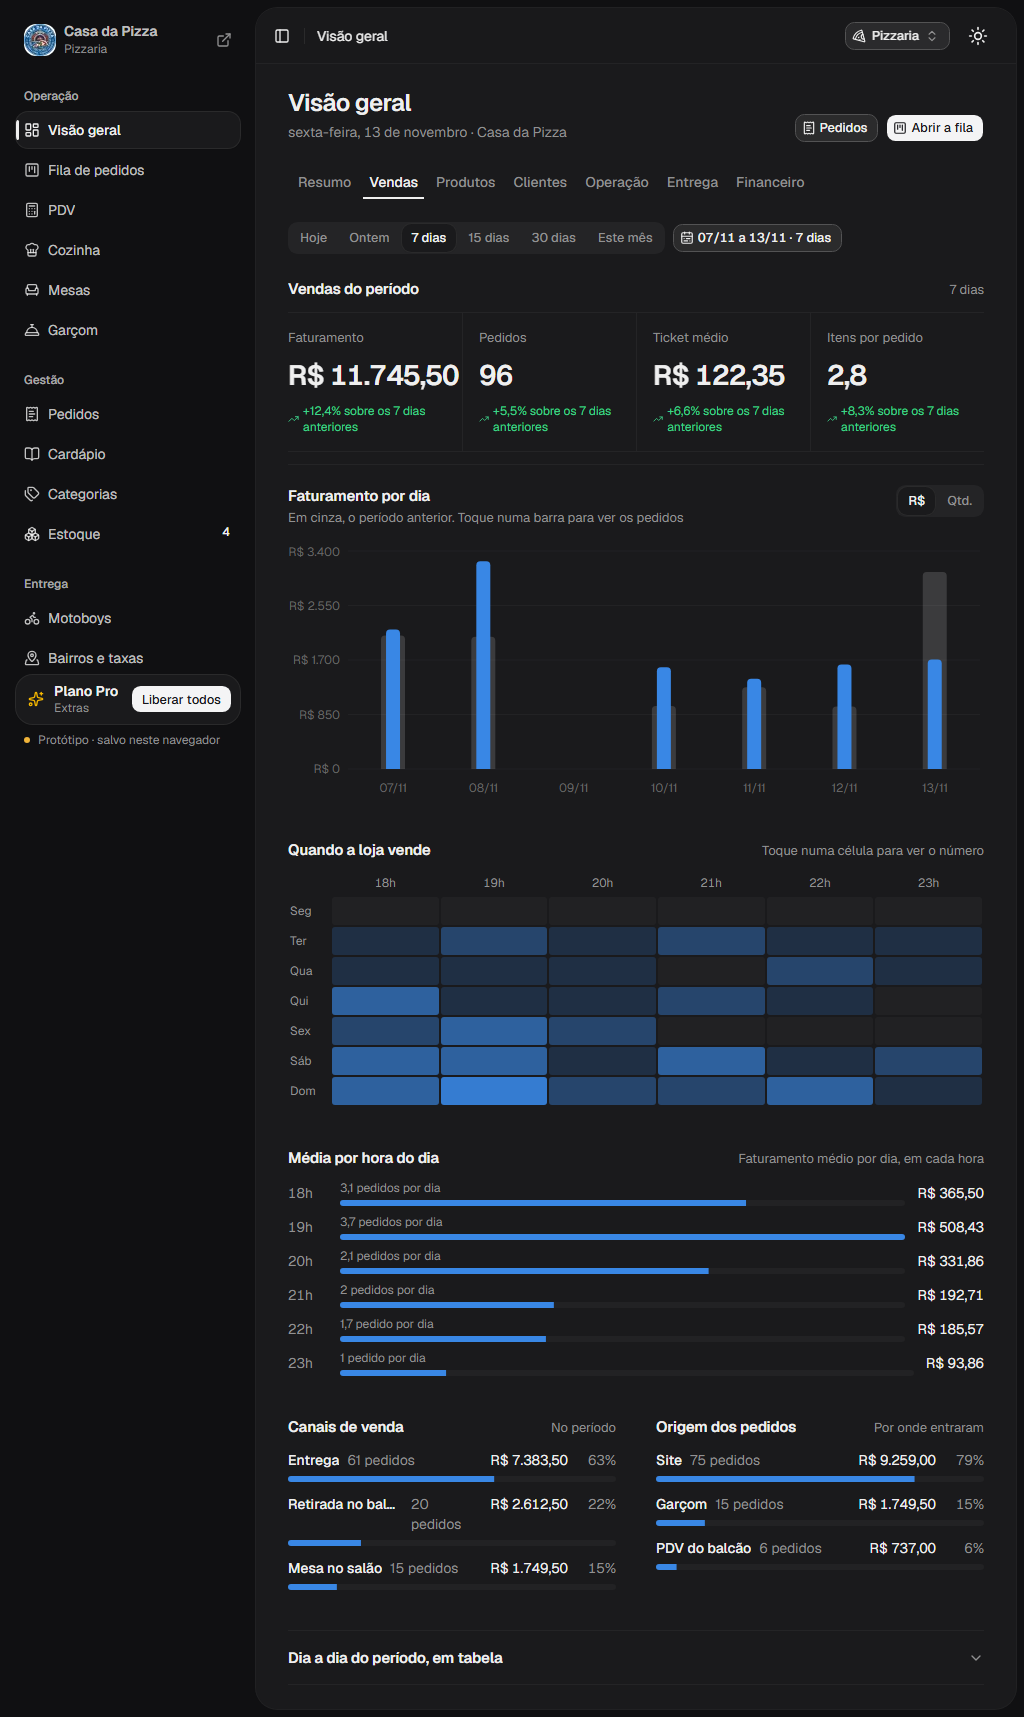 Casa da Pizza
Pizzaria
Operação
Visão geral
Fila de pedidos
PDV
Cozinha
Mesas
Garçom
Gestão
Pedidos
Cardápio
Categorias
Estoque 4
Entrega
Motoboys
Bairros e taxas
Plano Pro
Extras
Liberar todos
Protótipo · salvo neste navegador
Visão geral
Pizzaria
Visão geral
sexta-feira, 13 de novembro · Casa da Pizza
Pedidos
Abrir a fila
Resumo Vendas Produtos Clientes Operação Entrega Financeiro
Hoje Ontem 7 dias 15 dias 30 dias Este mês 07/11 a 13/11 · 7 dias
Vendas do período 7 dias
Faturamento
R$ 11.745,50
+12,4% sobre os 7 dias
anteriores
Pedidos
96
+5,5% sobre os 7 dias
anteriores
Ticket médio
R$ 122,35
+6,6% sobre os 7 dias
anteriores
Itens por pedido
2,8
+8,3% sobre os 7 dias
anteriores
Faturamento por dia
Em cinza, o período anterior. Toque numa barra para ver os pedidos
R$ Qtd.
R$ 3.400
R$ 2.550
R$ 1.700
R$ 850
R$ 0
07/11 08/11 09/11 10/11 11/11 12/11 13/11
Quando a loja vende Toque numa célula para ver o número
18h 19h 20h 21h 22h 23h
Seg
Ter
Qua
Qui
Sex
Sáb
Dom
Média por hora do dia Faturamento médio por dia, em cada hora
18h 3,1 pedidos por dia R$ 365,50
19h 3,7 pedidos por dia R$ 508,43
20h 2,1 pedidos por dia R$ 331,86
21h 2 pedidos por dia R$ 192,71
22h 1,7 pedido por dia R$ 185,57
23h 1 pedido por dia R$ 93,86
Canais de venda No período
Entrega 61 pedidos R$ 7.383,50 63%
Retirada no bal... 20 pedidos R$ 2.612,50 22%
Mesa no salão 15 pedidos R$ 1.749,50 15%
Origem dos pedidos Por onde entraram
Site 75 pedidos R$ 9.259,00 79%
Garçom 15 pedidos R$ 1.749,50 15%
PDV do balcão 6 pedidos R$ 737,00 6%
Dia a dia do período, em tabela